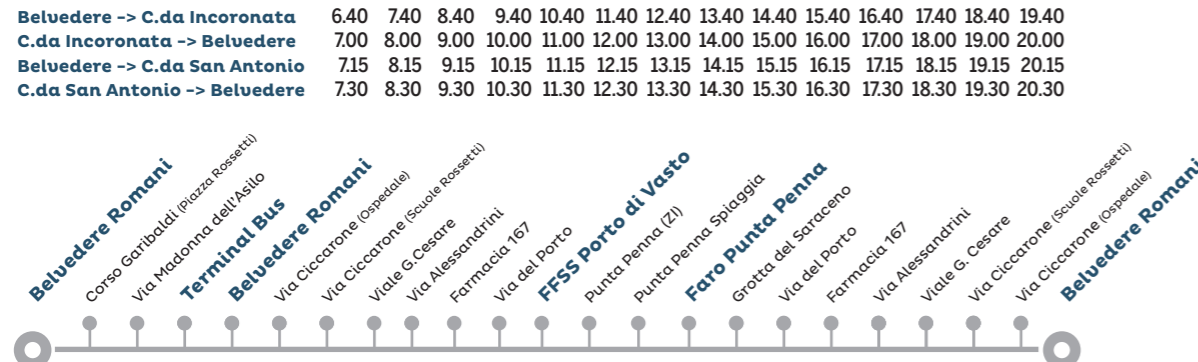 Belvedere -> C.da Incoronata 6.40 7.40 8.40 9.40 10.40 11.40 12.40 13.40 14.40 15.40 16.40 17.40 18.40 19.40
C.da Incoronata -> Belvedere 7.00 8.00 9.00 10.00 11.00 12.00 13.00 14.00 15.00 16.00 17.00 18.00 19.00 20.00
Belvedere -> C.da San Antonio 7.15 8.15 9.15 10.15 11.15 12.15 13.15 14.15 15.15 16.15 17.15 18.15 19.15 20.15
C.da San Antonio -> Belvedere 7.30 8.30 9.30 10.30 11.30 12.30 13.30 14.30 15.30 16.30 17.30 18.30 19.30 20.30
Belvedere Romani
Corso Garibaldi (Piazza Rossetti)
Via Madonna dell'Asilo
Terminal Bus
Belvedere Romani
Via Ciccarone (Ospedale)
Via Ciccarone (Scuole Rossetti)
Viale G.Cesare
Via Alessandrini
Farmacia 167
Via del Porto
FFSS Porto di Vasto
Punta Penna (ZI)
Punta Penna Spiaggia
Faro Punta Penna
Grotta del Saraceno
Via del Porto
Farmacia 167
Via Alessandrini
Viale G. Cesare
Via Ciccarone (Scuole Rossetti)
Via Ciccarone (Ospedale)
Belvedere Romani